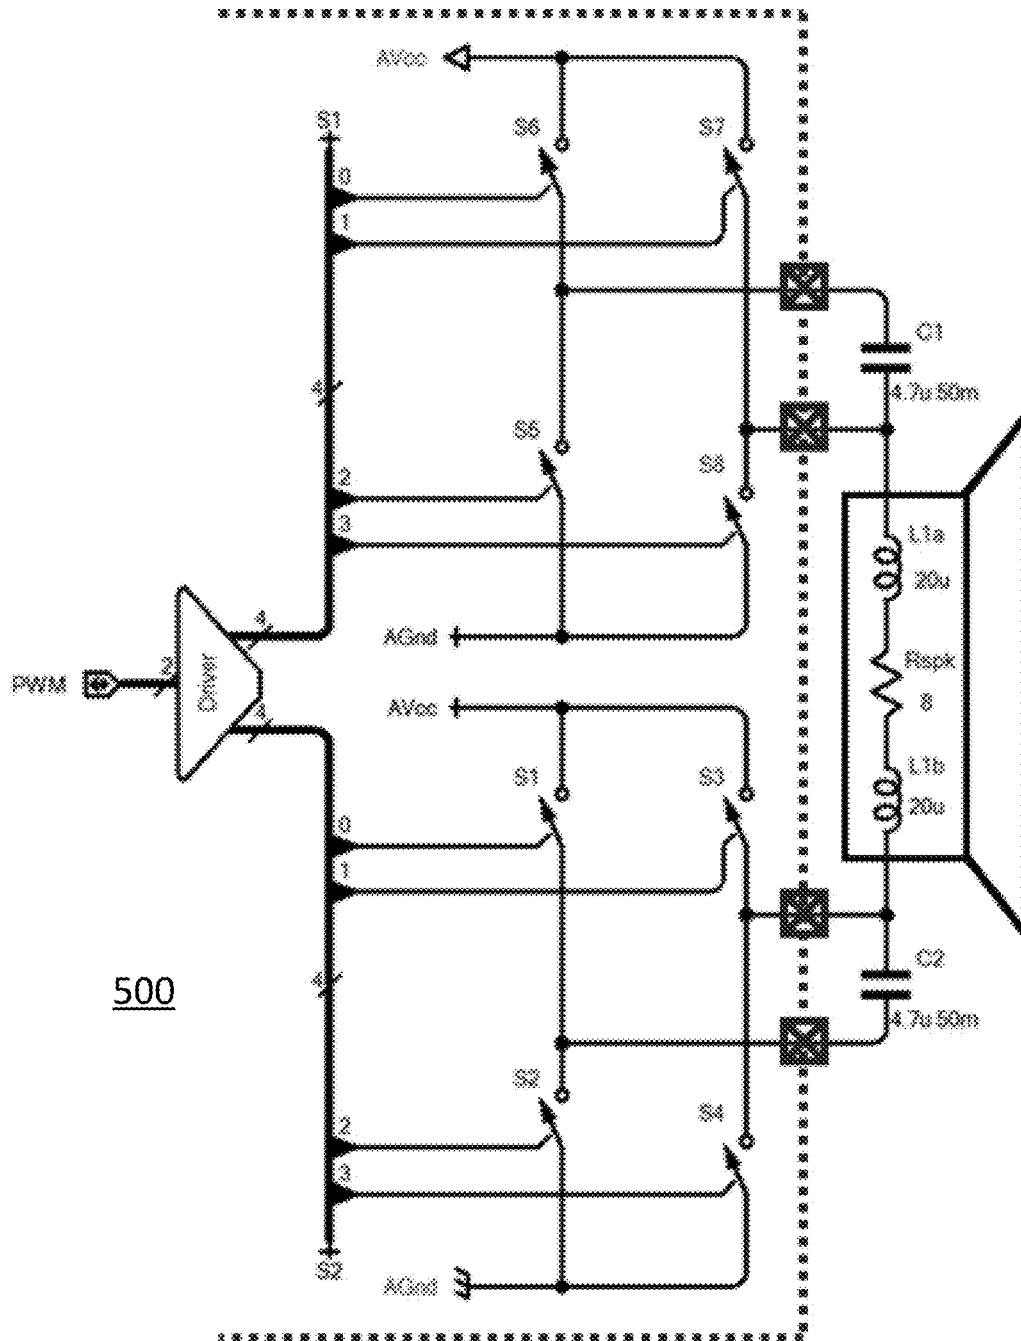 AVcc
S1
S6
S7
0
1
C1
4.7u 50m
4
S5
S8
2
3
L1a
20u
4
AGnd
Rspk
8
PWM
2
Driver
AVcc
4
L1b
20u
S1
S3
0
1
C2
4.7u 50m
4
500
S2
S4
2
3
S2
AGnd